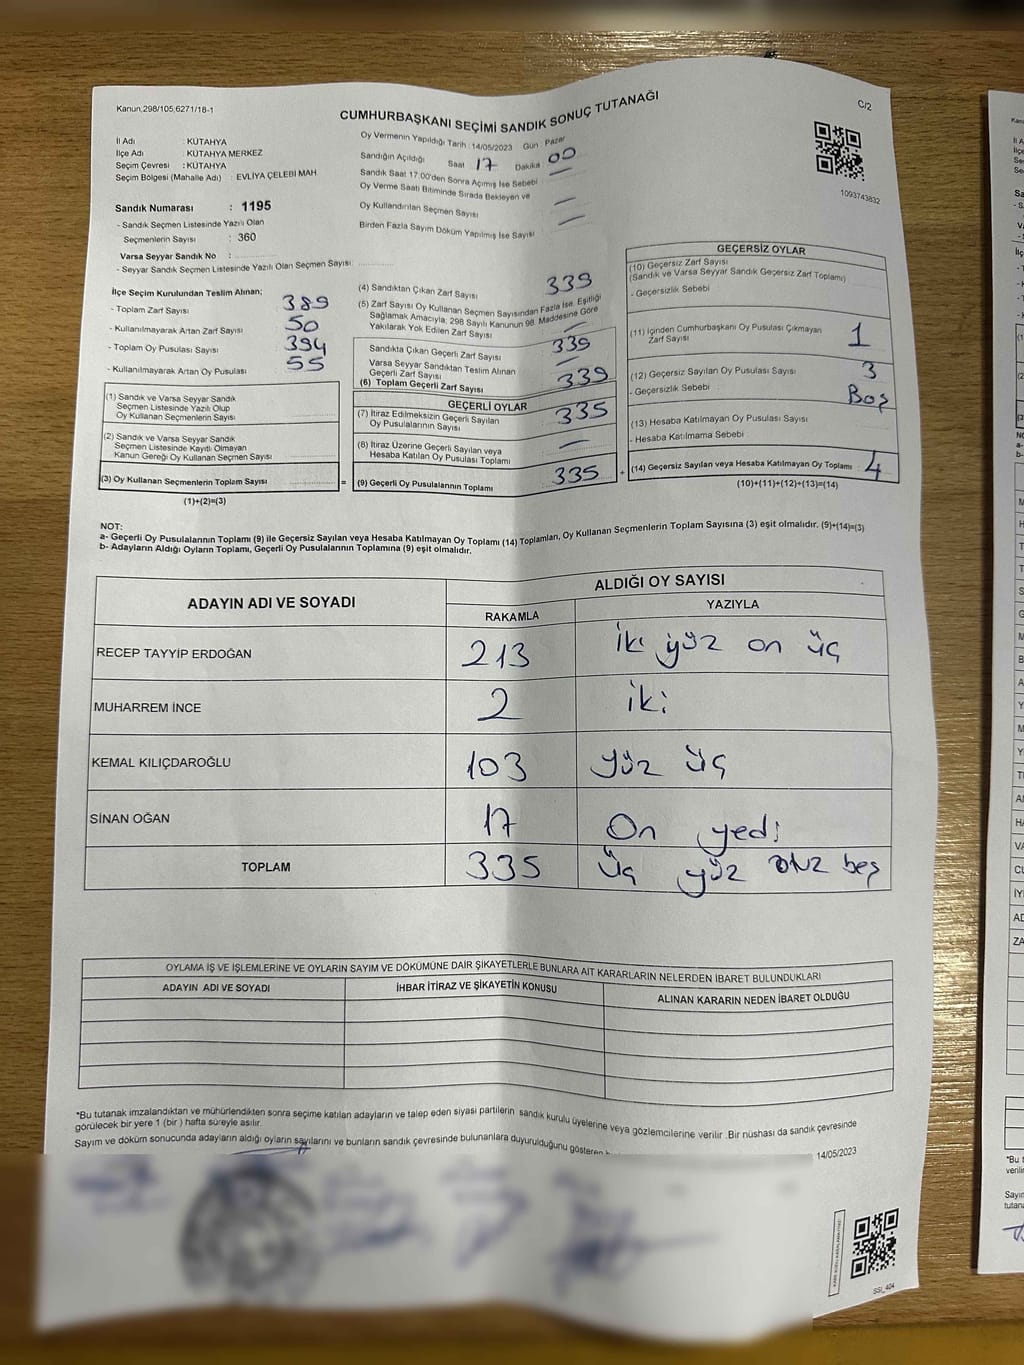 Kanun,298/105,6271/18-1
C/2
CUMHURBAŞKANI SEÇİMİ SANDIK SONUÇ TUTANAĞI
İl Adı : KÜTAHYA
İlçe Adı : KÜTAHYA MERKEZ
Seçim Çevresi : KÜTAHYA
Seçim Bölgesi (Mahalle Adı) : EVLİYA ÇELEBİ MAH.
Sandık Numarası : 1195
- Sandık Seçmen Listesinde Yazılı Olan
Seçmenlerin Sayısı : 360
Varsa Seyyar Sandık No :
- Seyyar Sandık Seçmen Listesinde Yazılı Olan Seçmen Sayısı:
Oy Vermenin Yapıldığı Tarih : 14/05/2023 Gün : Pazar
Sandığın Açıldığı Saat 17 Dakika 00
Sandık Saat 17.00'den Sonra Açımış İse Sebebi —
Oy Verme Saati Bitiminde Sırada Bekleyen ve
Oy Kullandırılan Seçmen Sayısı —
Birden Fazla Sayım Döküm Yapılmış İse Sayısı —
1093743832
İlçe Seçim Kurulundan Teslim Alınan;
- Toplam Zarf Sayısı 389
- Kullanılmayarak Artan Zarf Sayısı 50
- Toplam Oy Pusulası Sayısı 394
- Kullanılmayarak Artan Oy Pusulası 55
(1) Sandık ve Varsa Seyyar Sandık
Seçmen Listesinde Yazılı Olup
Oy Kullanan Seçmenlerin Sayısı
(2) Sandık ve Varsa Seyyar Sandık
Seçmen Listesinde Kayıtlı Olmayan
Kanun Gereği Oy Kullanan Seçmen Sayısı
(3) Oy Kullanan Seçmenlerin Toplam Sayısı =
(1)+(2)=(3)
(4) Sandıktan Çıkan Zarf Sayısı 339
(5) Zarf Sayısı Oy Kullanan Seçmen Sayısından Fazla İse, Eşitliği
Sağlamak Amacıyla; 298 Sayılı Kanunun 98. Maddesine Göre
Yakılarak Yok Edilen Zarf Sayısı —
Sandıkta Çıkan Geçerli Zarf Sayısı 339
Varsa Seyyar Sandıktan Teslim Alınan
Geçerli Zarf Sayısı —
(6) Toplam Geçerli Zarf Sayısı 339
GEÇERLİ OYLAR
(7) İtiraz Edilmeksizin Geçerli Sayılan
Oy Pusulalarının Sayısı 335
(8) İtiraz Üzerine Geçerli Sayılan veya
Hesaba Katılan Oy Pusulası Toplamı —
(9) Geçerli Oy Pusulalarının Toplamı 335 +
GEÇERSİZ OYLAR
(10) Geçersiz Zarf Sayısı
(Sandık ve Varsa Seyyar Sandık Geçersiz Zarf Toplamı)
- Geçersizlik Sebebi
(11) İçinden Cumhurbaşkanı Oy Pusulası Çıkmayan
Zarf Sayısı 1
(12) Geçersiz Sayılan Oy Pusulası Sayısı 3
- Geçersizlik Sebebi Boş
(13) Hesaba Katılmayan Oy Pusulası Sayısı
- Hesaba Katılmama Sebebi
(14) Geçersiz Sayılan veya Hesaba Katılmayan Oy Toplamı 4
(10)+(11)+(12)+(13)=(14)
NOT:
a- Geçerli Oy Pusulalarının Toplamı (9) ile Geçersiz Sayılan veya Hesaba Katılmayan Oy Toplamı (14) Toplamları, Oy Kullanan Seçmenlerin Toplam Sayısına (3) eşit olmalıdır. (9)+(14)=(3)
b- Adayların Aldığı Oyların Toplamı, Geçerli Oy Pusulalarının Toplamına (9) eşit olmalıdır.
ADAYIN ADI VE SOYADI ALDIĞI OY SAYISI
RAKAMLA YAZIYLA
RECEP TAYYİP ERDOĞAN 213 İki yüz on üç
MUHARREM İNCE 2 İki
KEMAL KILIÇDAROĞLU 103 yüz üç
SİNAN OĞAN 17 On yedi
TOPLAM 335 Üç yüz otuz beş
OYLAMA İŞ VE İŞLEMLERİNE VE OYLARIN SAYIM VE DÖKÜMÜNE DAİR ŞİKAYETLERLE BUNLARA AİT KARARLARIN NELERDEN İBARET BULUNDUKLARI
ADAYIN ADI VE SOYADI İHBAR İTİRAZ VE ŞİKAYETİN KONUSU ALINAN KARARIN NEDEN İBARET OLDUĞU
*Bu tutanak imzalandıktan ve mühürlendikten sonra seçime katılan adayların ve talep eden siyasi partilerin sandık kurulu üyelerine veya gözlemcilerine verilir .Bir nüshası da sandık çevresinde
görülecek bir yere 1 (bir ) hafta süreyle asılır.
Sayım ve döküm sonucunda adayların aldığı oyların sayılarını ve bunların sandık çevresinde bulunanlara duyurulduğunu gösteren
14/05/2023
SSI_404